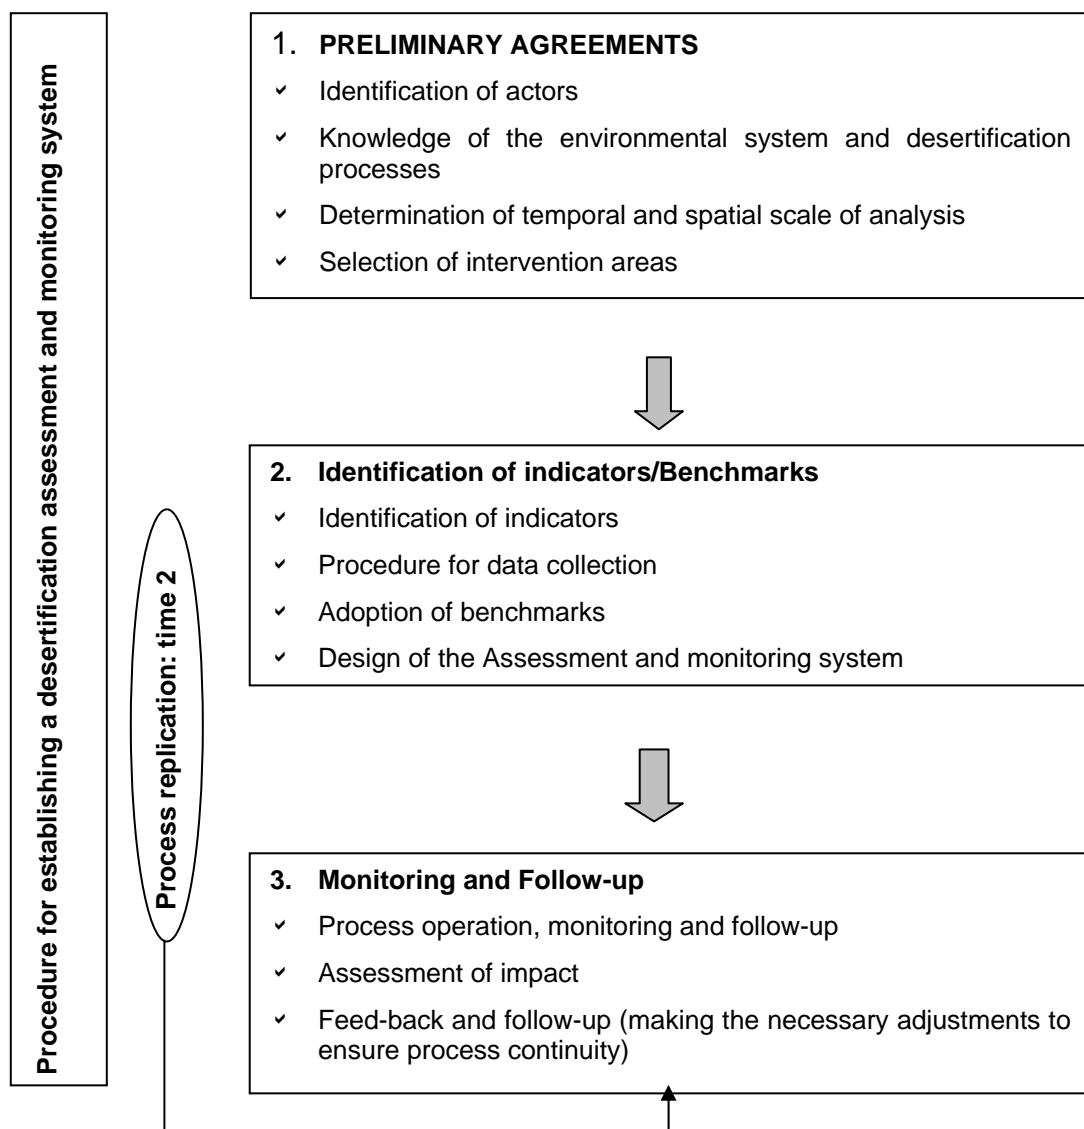 Procedure for establishing a desertification assessment and monitoring system
1. PRELIMINARY AGREEMENTS
✓ Identification of actors
✓ Knowledge of the environmental system and desertification
processes
✓ Determination of temporal and spatial scale of analysis
✓ Selection of intervention areas
Process replication: time 2
2. Identification of indicators/Benchmarks
✓ Identification of indicators
✓ Procedure for data collection
✓ Adoption of benchmarks
✓ Design of the Assessment and monitoring system
3. Monitoring and Follow-up
✓ Process operation, monitoring and follow-up
✓ Assessment of impact
✓ Feed-back and follow-up (making the necessary adjustments to
ensure process continuity)